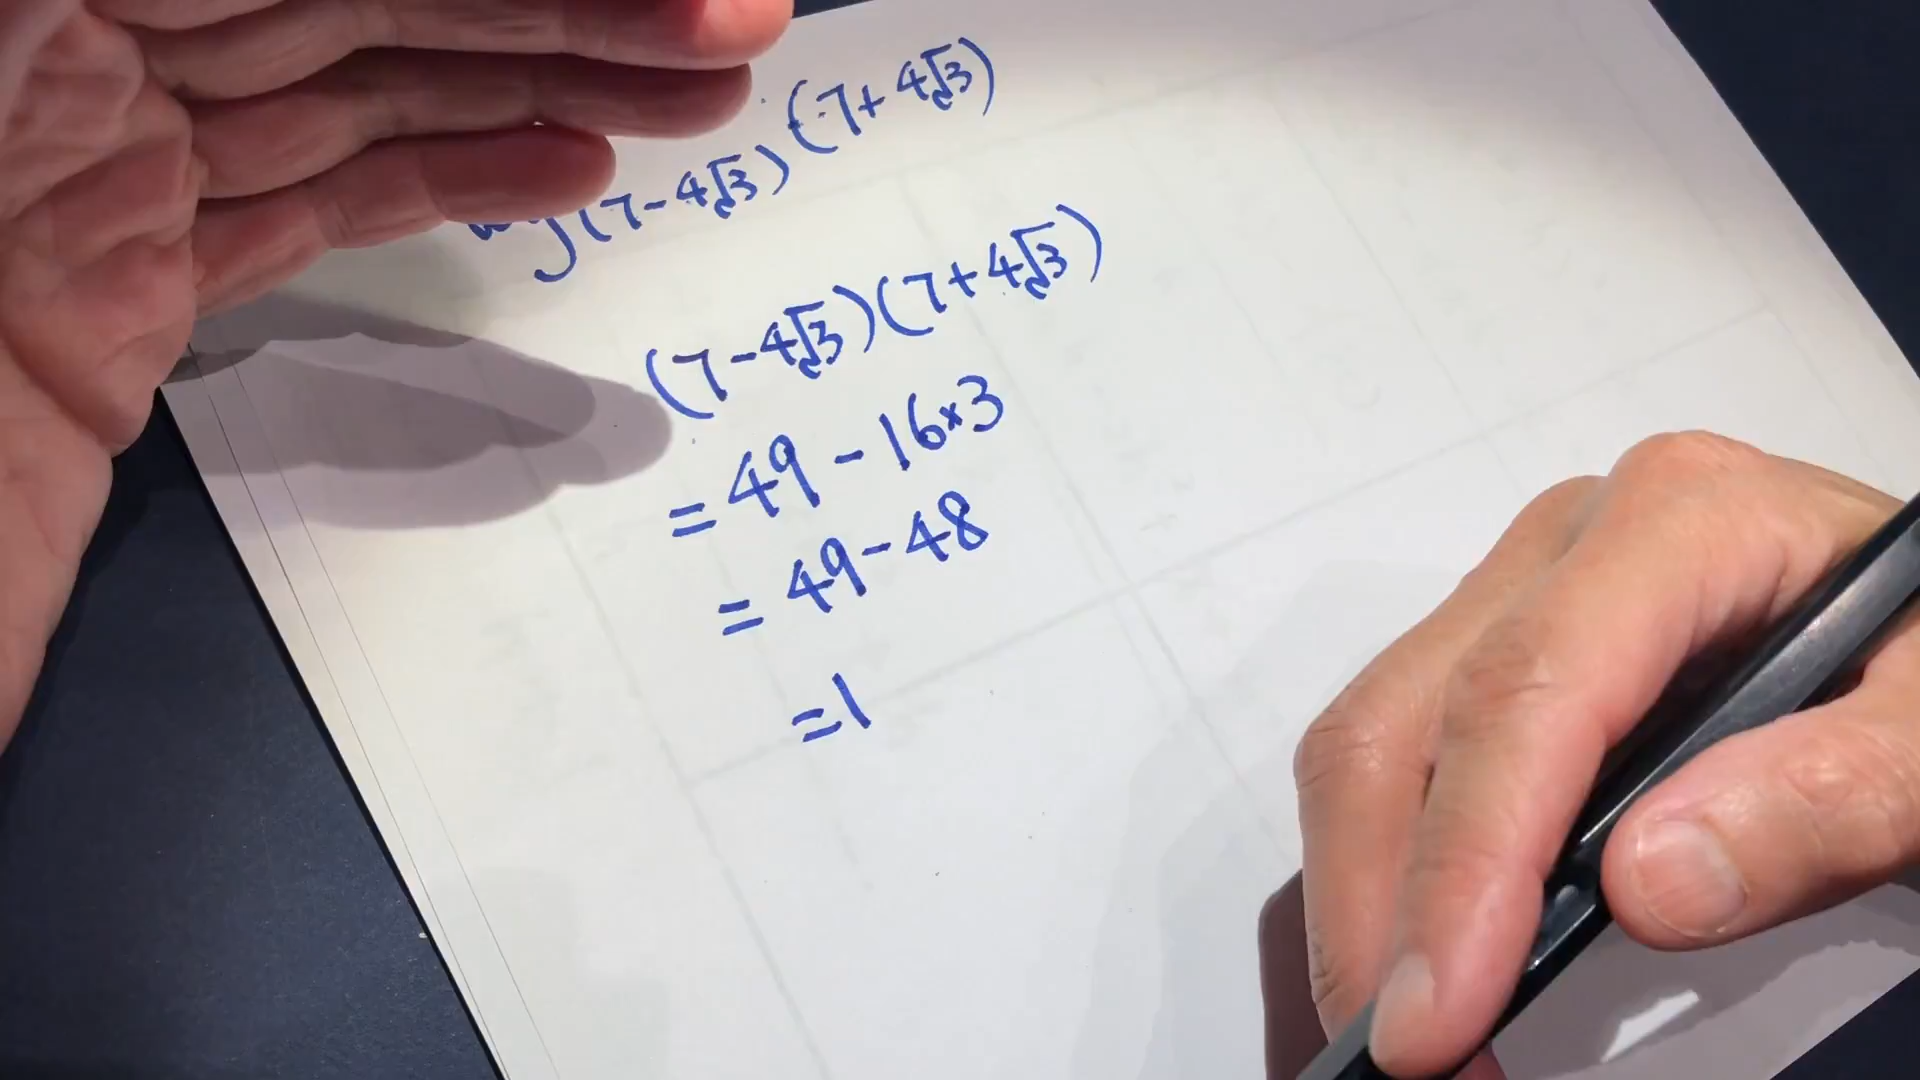 (7-4√3) (7+4√3)
(7-4√3)(7+4√3)
= 49 - 16×3
= 49 - 48
= 1